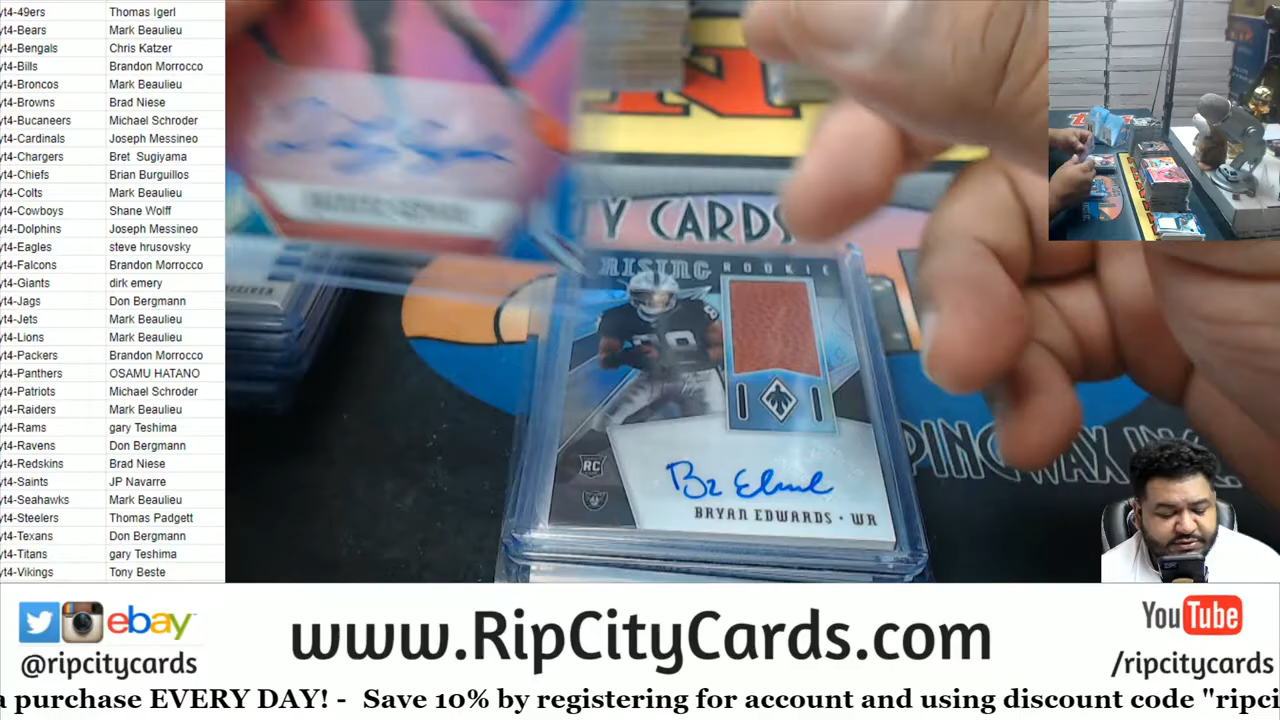 yt4-49ers Thomas Igerl
yt4-Bears Mark Beaulieu
yt4-Bengals Chris Katzer
yt4-Bills Brandon Morrocco
yt4-Broncos Mark Beaulieu
yt4-Browns Brad Niese
yt4-Bucaneers Michael Schroder
yt4-Cardinals Joseph Messineo
yt4-Chargers Bret Sugiyama
yt4-Chiefs Brian Burguillos
yt4-Colts Mark Beaulieu
yt4-Cowboys Shane Wolff
yt4-Dolphins Joseph Messineo
yt4-Eagles steve hrusovsky
yt4-Falcons Brandon Morrocco
yt4-Giants dirk emery
yt4-Jags Don Bergmann
yt4-Jets Mark Beaulieu
yt4-Lions Mark Beaulieu
yt4-Packers Brandon Morrocco
yt4-Panthers OSAMU HATANO
yt4-Patriots Michael Schroder
yt4-Raiders Mark Beaulieu
yt4-Rams gary Teshima
yt4-Ravens Don Bergmann
yt4-Redskins Brad Niese
yt4-Saints JP Navarre
yt4-Seahawks Mark Beaulieu
yt4-Steelers Thomas Padgett
yt4-Texans Don Bergmann
yt4-Titans gary Teshima
yt4-Vikings Tony Beste
Y CARDS
RISING ROOKIE
RC
BRYAN EDWARDS · WR
ebay
@ripcitycards
www.RipCityCards.com
YouTube
/ripcitycards
a purchase EVERY DAY! - Save 10% by registering for account and using discount code "ripci